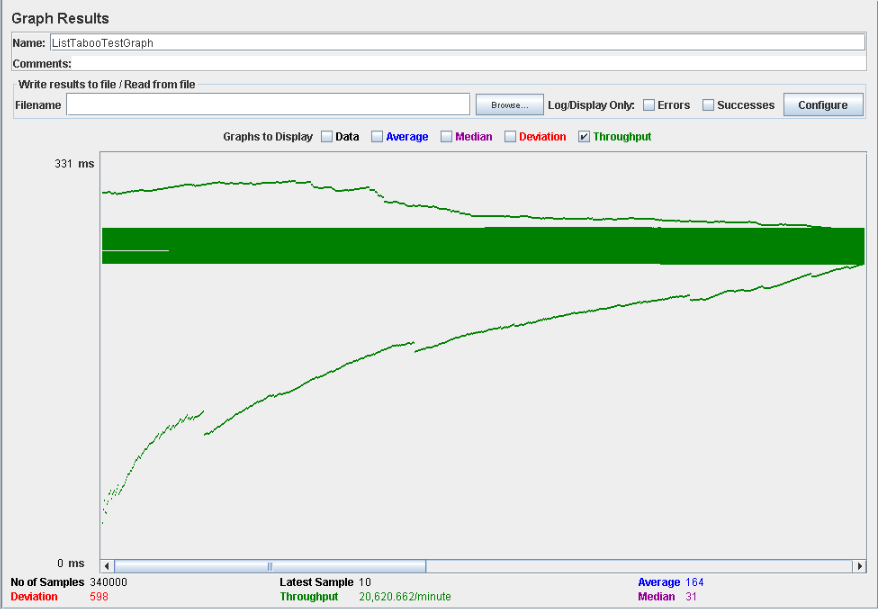 Graph Results
Name: ListTabooTestGraph
Comments:
Write results to file / Read from file
Filename Browse... Log/Display Only: Errors Successes Configure
Graphs to Display Data Average Median Deviation Throughput
331 ms
0 ms
No of Samples 340000 Latest Sample 10 Average 164
Deviation 598 Throughput 20,620.662/minute Median 31